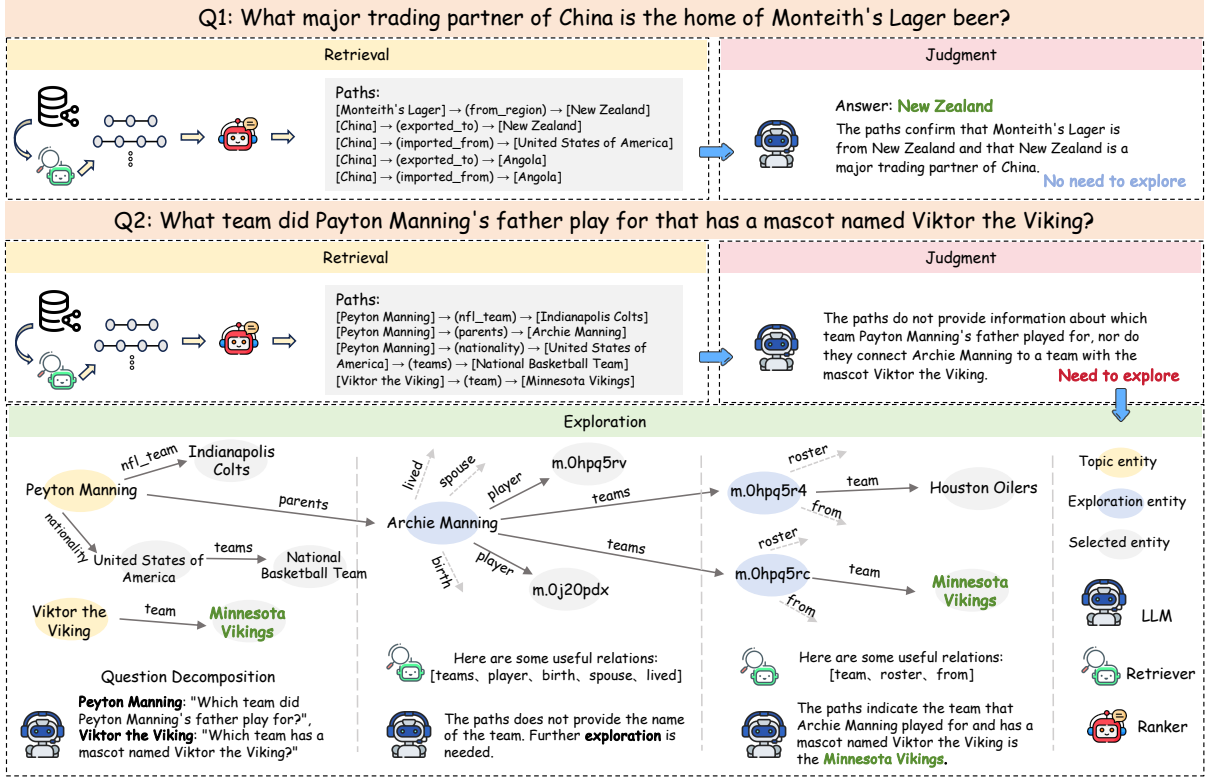 Q1: What major trading partner of China is the home of Monteith's Lager beer?
Retrieval
Judgment
Paths:
[Monteith's Lager] → (from_region) → [New Zealand]
[China] → (exported_to) → [New Zealand]
[China] → (imported_from) → [United States of America]
[China] → (exported_to) → [Angola]
[China] → (imported_from) → [Angola]
Answer: New Zealand
The paths confirm that Monteith's Lager is
from New Zealand and that New Zealand is a
major trading partner of China.
No need to explore
Q2: What team did Payton Manning's father play for that has a mascot named Viktor the Viking?
Retrieval
Judgment
Paths:
[Peyton Manning] → (nfl_team) → [Indianapolis Colts]
[Peyton Manning] → (parents) → [Archie Manning]
[Peyton Manning] → (nationality) → [United States of
America] → (teams) → [National Basketball Team]
[Viktor the Viking] → (team) → [Minnesota Vikings]
The paths do not provide information about which
team Payton Manning's father played for, nor do
they connect Archie Manning to a team with the
mascot Viktor the Viking.
Need to explore
Exploration
Peyton Manning
nfl_team
Indianapolis
Colts
parents
nationality
United States of
America
teams
National
Basketball Team
Viktor the
Viking
team
Minnesota
Vikings
Question Decomposition
Peyton Manning: "Which team did
Peyton Manning's father play for?",
Viktor the Viking: "Which team has a
mascot named Viktor the Viking?"
lived
spouse
player
m.0hpq5rv
Archie Manning
teams
teams
birth
player
m.0j20pdx
Here are some useful relations:
[teams、player、birth、spouse、lived]
The paths does not provide the name
of the team. Further exploration is
needed.
roster
m.0hpq5r4
team
Houston Oilers
from
roster
m.0hpq5rc
team
Minnesota
Vikings
from
Here are some useful relations:
[team、roster、from]
The paths indicate the team that
Archie Manning played for and has a
mascot named Viktor the Viking is
the Minnesota Vikings.
Topic entity
Exploration entity
Selected entity
LLM
Retriever
Ranker